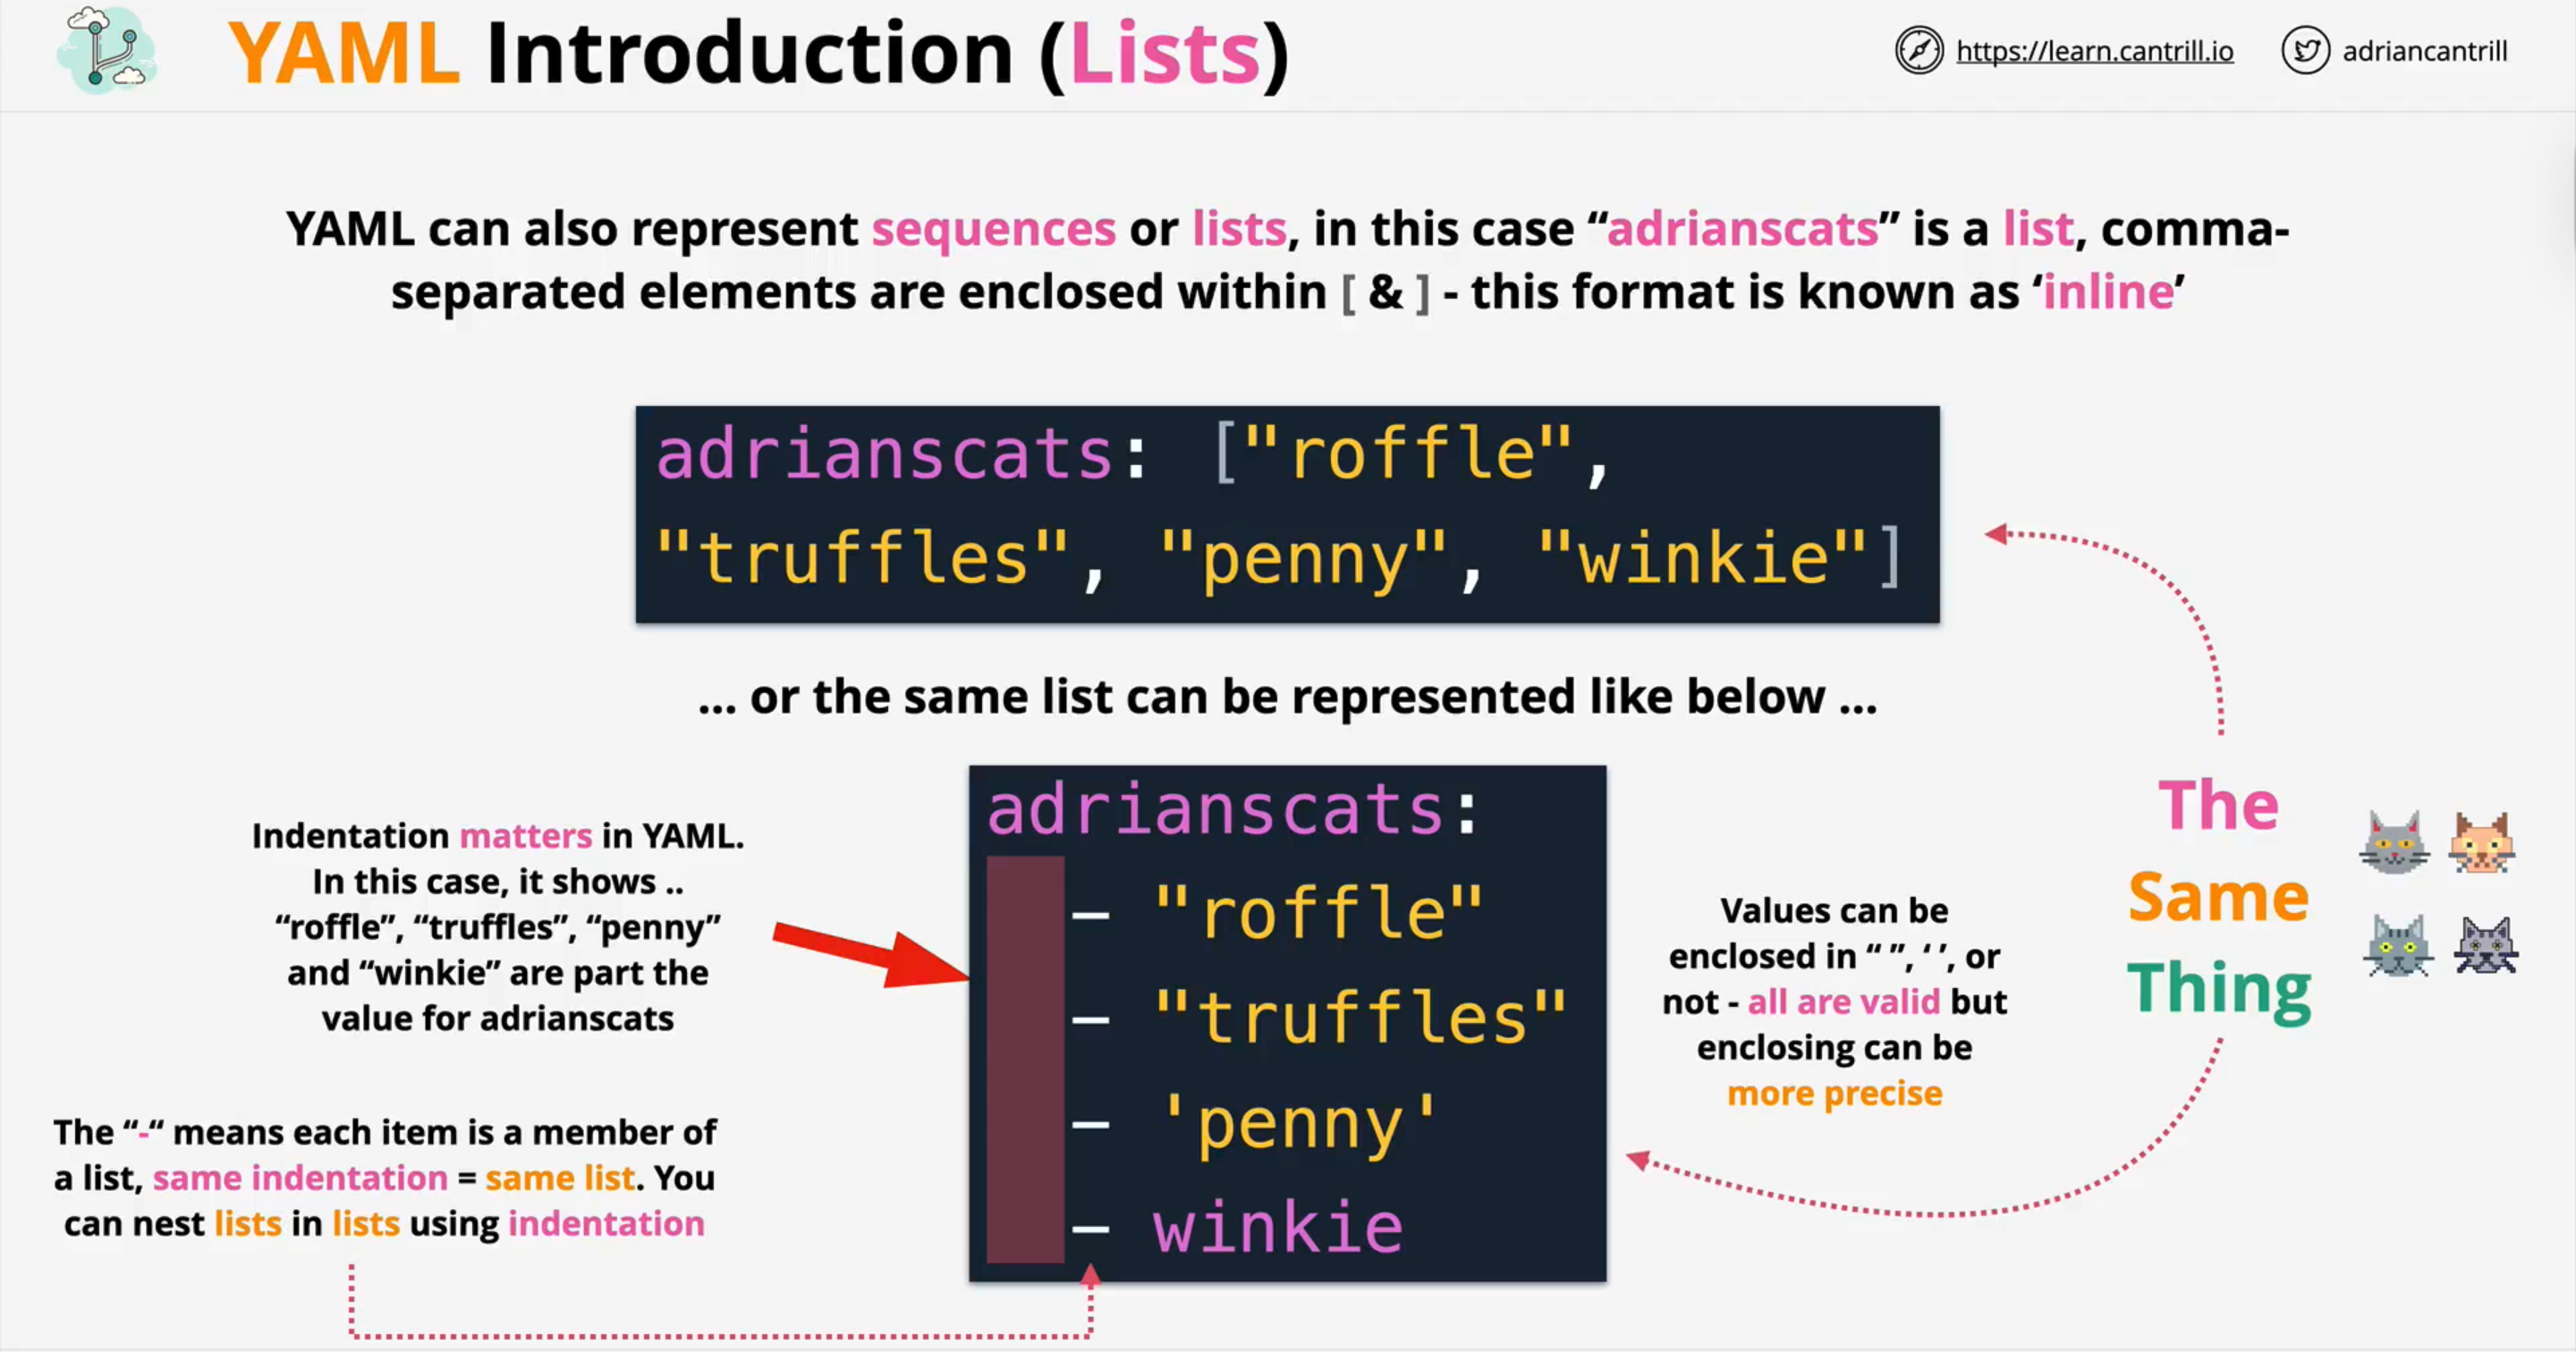 YAML Introduction (Lists)
https://learn.cantrill.io
adriancantrill
YAML can also represent sequences or lists, in this case “adrianscats” is a list, comma-
separated elements are enclosed within [ & ] - this format is known as ‘inline’
adrianscats: ["roffle",
"truffles", "penny", "winkie"]
... or the same list can be represented like below ...
Indentation matters in YAML.
In this case, it shows ..
“roffle”, “truffles”, “penny”
and “winkie” are part the
value for adrianscats
The “-“ means each item is a member of
a list, same indentation = same list. You
can nest lists in lists using indentation
adrianscats:
- "roffle"
- "truffles"
- 'penny'
- winkie
Values can be
enclosed in “ ”, ‘ ’, or
not - all are valid but
enclosing can be
more precise
The
Same
Thing